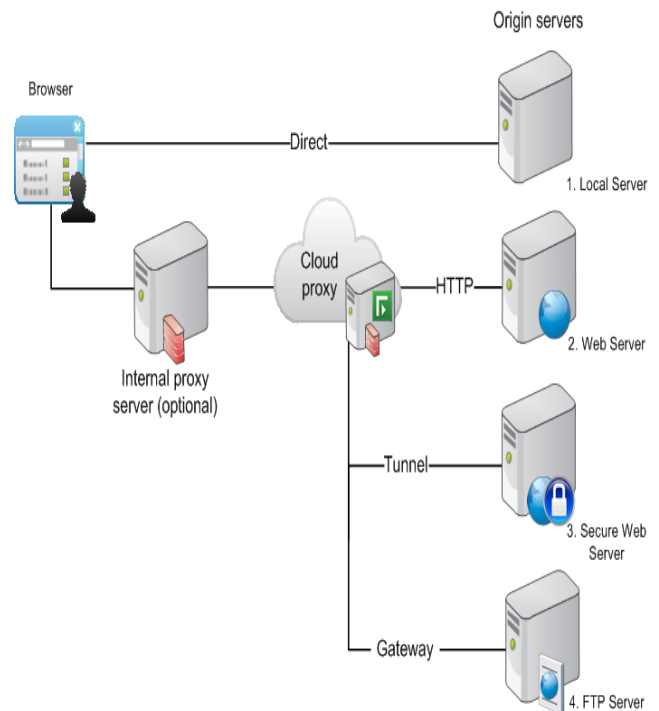 Origin servers
Browser
Direct
1. Local Server
Cloud
proxy
HTTP
2. Web Server
Internal proxy
server (optional)
Tunnel
3. Secure Web
Server
Gateway
4. FTP Server